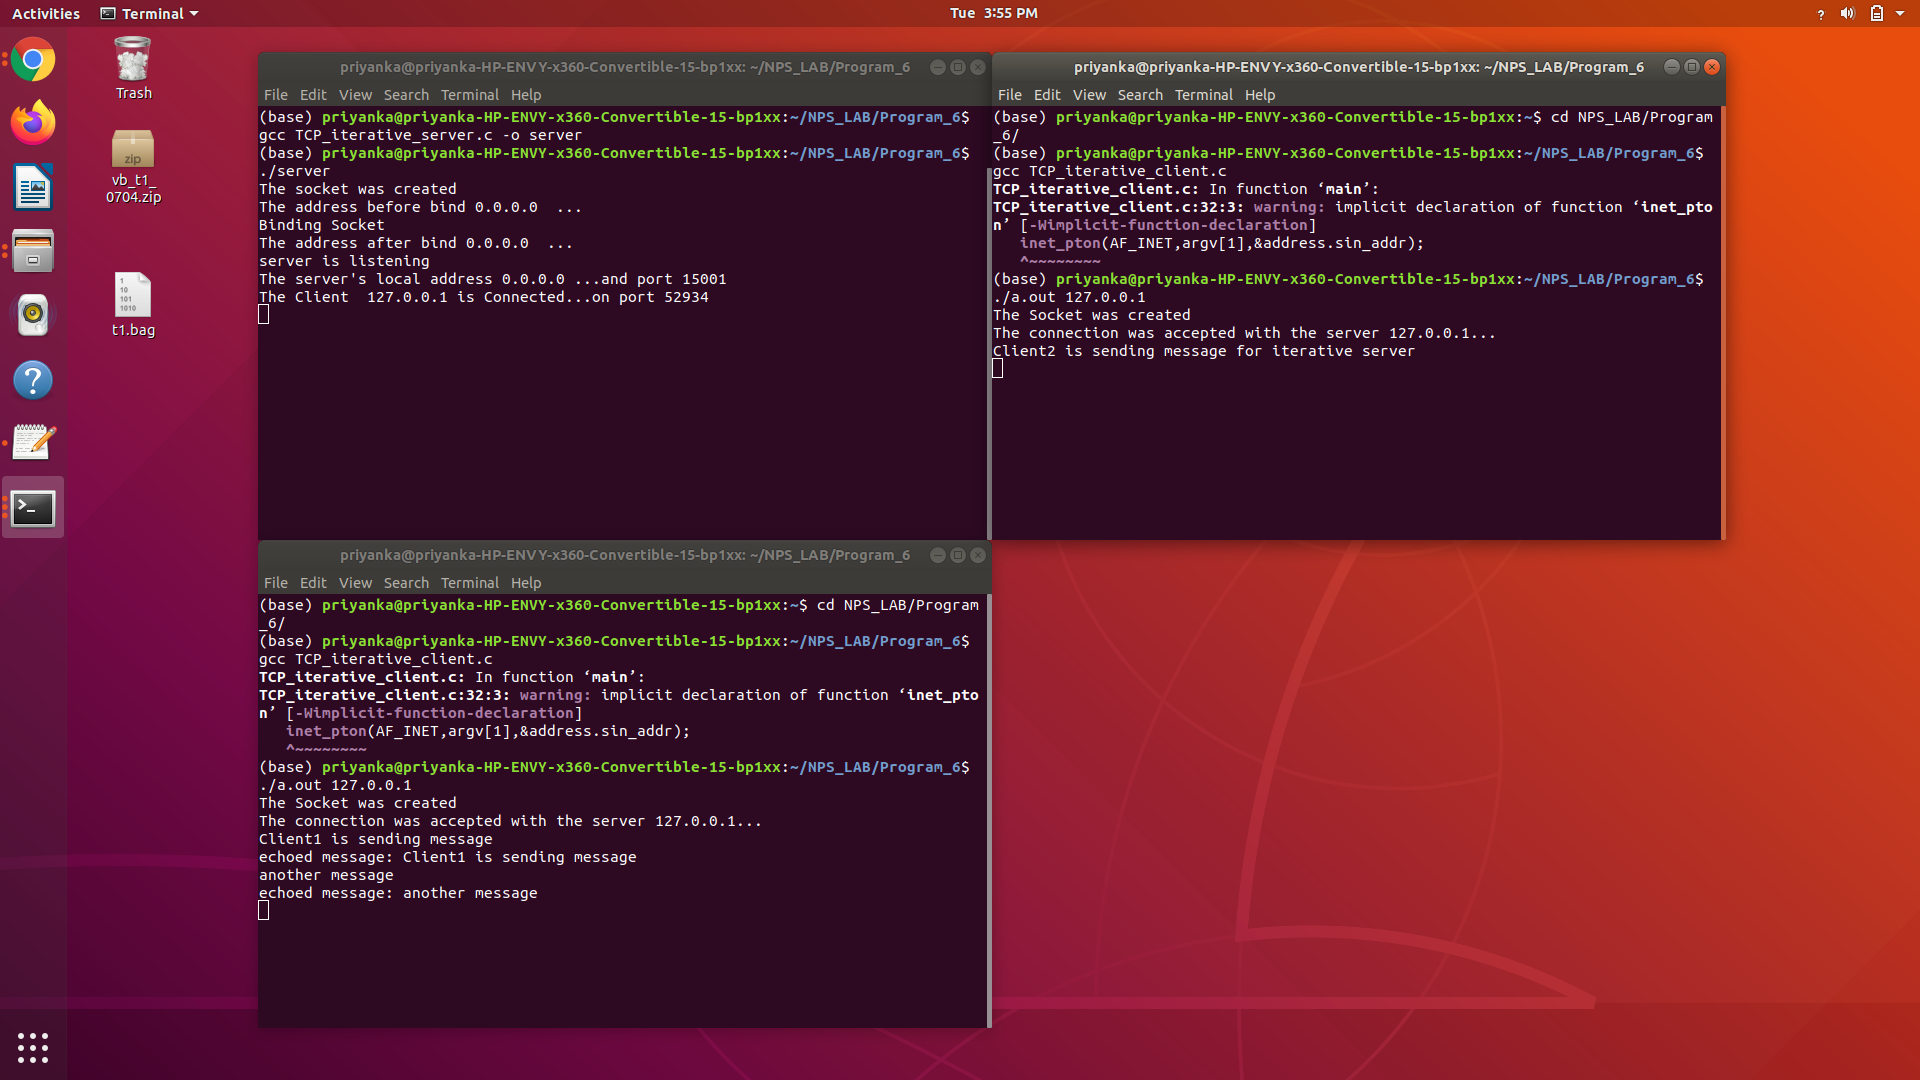 Activities
Terminal
Tue 3:55 PM
?
Trash
zip
vb_t1_
0704.zip
1
10
101
1010
t1.bag
priyanka@priyanka-HP-ENVY-x360-Convertible-15-bp1xx: ~/NPS_LAB/Program_6
File Edit View Search Terminal Help
(base) priyanka@priyanka-HP-ENVY-x360-Convertible-15-bp1xx:~/NPS_LAB/Program_6$
gcc TCP_iterative_server.c -o server
(base) priyanka@priyanka-HP-ENVY-x360-Convertible-15-bp1xx:~/NPS_LAB/Program_6$
./server
The socket was created
The address before bind 0.0.0.0  ...
Binding Socket
The address after bind 0.0.0.0  ...
server is listening
The server's local address 0.0.0.0 ...and port 15001
The Client  127.0.0.1 is Connected...on port 52934
priyanka@priyanka-HP-ENVY-x360-Convertible-15-bp1xx: ~/NPS_LAB/Program_6
File Edit View Search Terminal Help
(base) priyanka@priyanka-HP-ENVY-x360-Convertible-15-bp1xx:~$ cd NPS_LAB/Program
_6/
(base) priyanka@priyanka-HP-ENVY-x360-Convertible-15-bp1xx:~/NPS_LAB/Program_6$
gcc TCP_iterative_client.c
TCP_iterative_client.c: In function ‘main’:
TCP_iterative_client.c:32:3: warning: implicit declaration of function ‘inet_pto
n’ [-Wimplicit-function-declaration]
   inet_pton(AF_INET,argv[1],&address.sin_addr);
   ^~~~~~~~~
(base) priyanka@priyanka-HP-ENVY-x360-Convertible-15-bp1xx:~/NPS_LAB/Program_6$
./a.out 127.0.0.1
The Socket was created
The connection was accepted with the server 127.0.0.1...
Client2 is sending message for iterative server
priyanka@priyanka-HP-ENVY-x360-Convertible-15-bp1xx: ~/NPS_LAB/Program_6
File Edit View Search Terminal Help
(base) priyanka@priyanka-HP-ENVY-x360-Convertible-15-bp1xx:~$ cd NPS_LAB/Program
_6/
(base) priyanka@priyanka-HP-ENVY-x360-Convertible-15-bp1xx:~/NPS_LAB/Program_6$
gcc TCP_iterative_client.c
TCP_iterative_client.c: In function ‘main’:
TCP_iterative_client.c:32:3: warning: implicit declaration of function ‘inet_pto
n’ [-Wimplicit-function-declaration]
   inet_pton(AF_INET,argv[1],&address.sin_addr);
   ^~~~~~~~~
(base) priyanka@priyanka-HP-ENVY-x360-Convertible-15-bp1xx:~/NPS_LAB/Program_6$
./a.out 127.0.0.1
The Socket was created
The connection was accepted with the server 127.0.0.1...
Client1 is sending message
echoed message: Client1 is sending message
another message
echoed message: another message